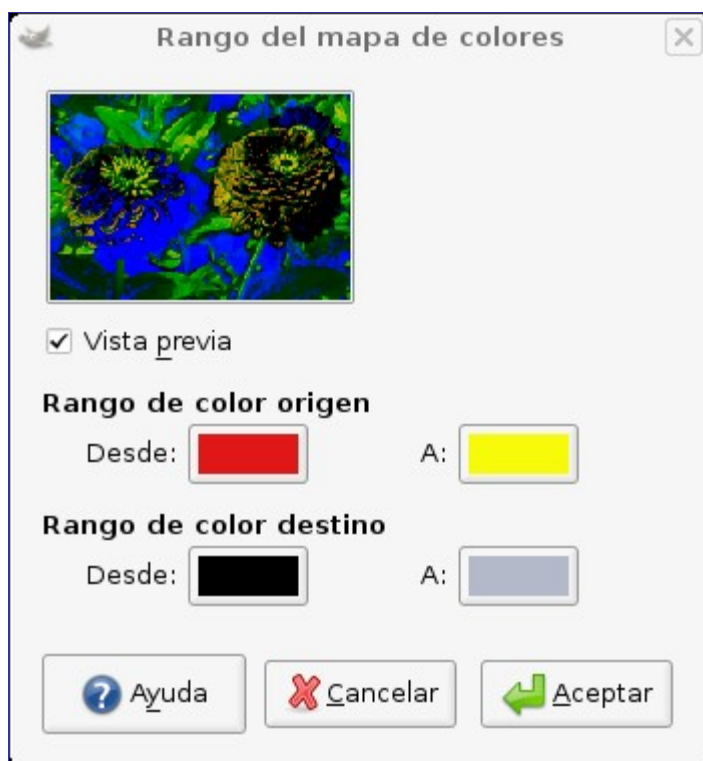 Rango del mapa de colores
Vista previa
Rango de color origen
Desde: A:
Rango de color destino
Desde: A:
Ayuda Cancelar Aceptar